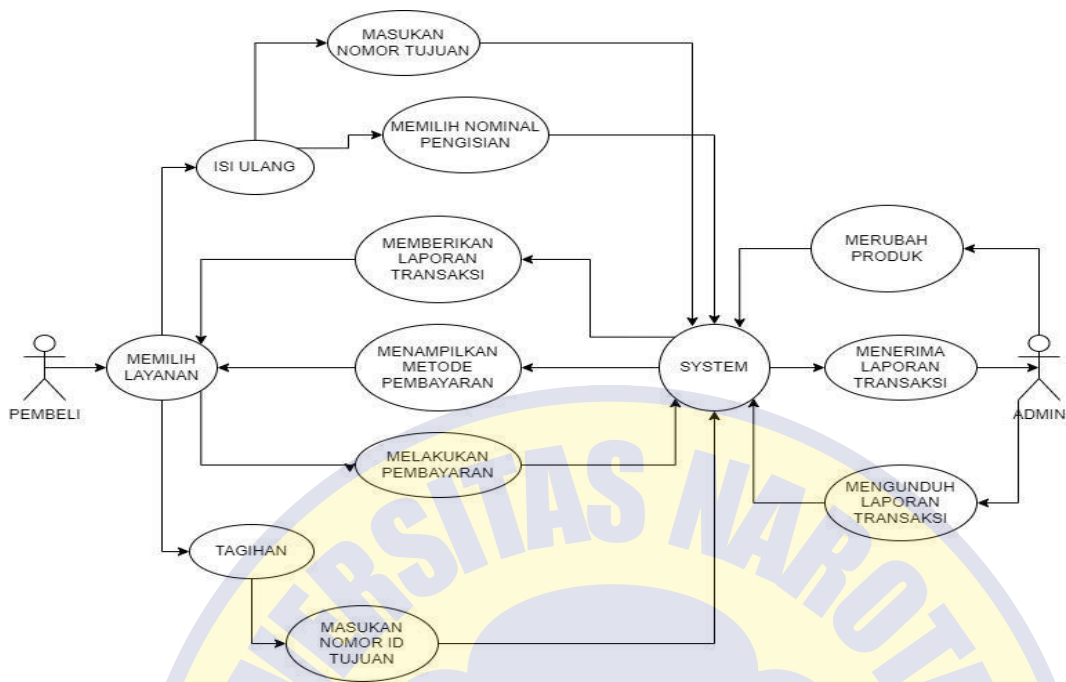 MASUKAN
NOMOR TUJUAN
MEMILIH NOMINAL
PENGISIAN
ISI ULANG
MEMBERIKAN
LAPORAN
TRANSAKSI
MERUBAH
PRODUK
MEMILIH
LAYANAN
MENAMPILKAN
METODE
PEMBAYARAN
SYSTEM
MENERIMA
LAPORAN
TRANSAKSI
PEMBELI
ADMIN
MELAKUKAN
PEMBAYARAN
MENGUNDUH
LAPORAN
TRANSAKSI
TAGIHAN
MASUKAN
NOMOR ID
TUJUAN